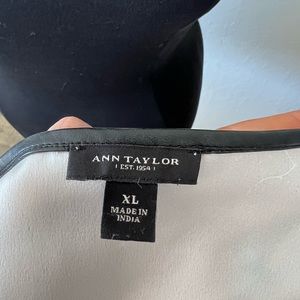 ANN TAYLOR
| EST. 1954 |
XL
MADE IN
INDIA